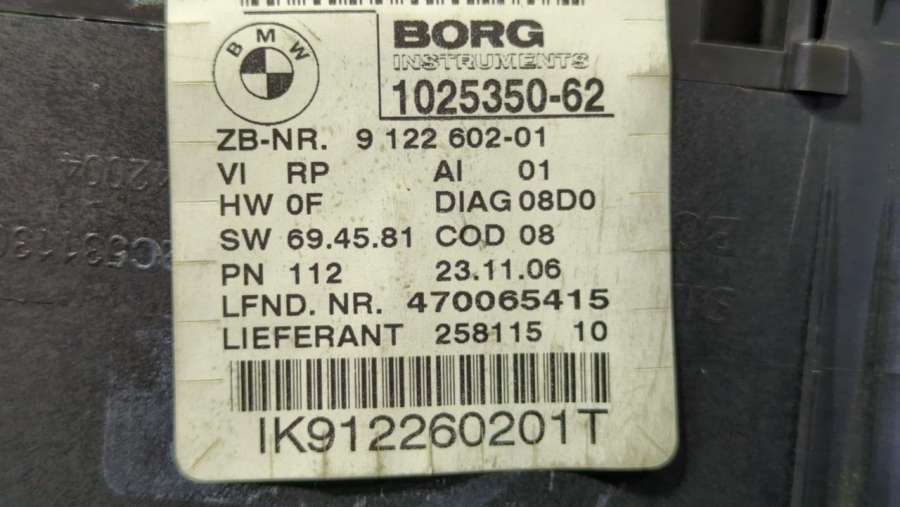 BMW
BORG
INSTRUMENTS
1025350-62
ZB-NR. 9 122 602-01
VI RP AI 01
HW 0F DIAG 08D0
SW 69.45.81 COD 08
PN 112 23.11.06
LFND. NR. 470065415
LIEFERANT 258115 10
IK912260201T